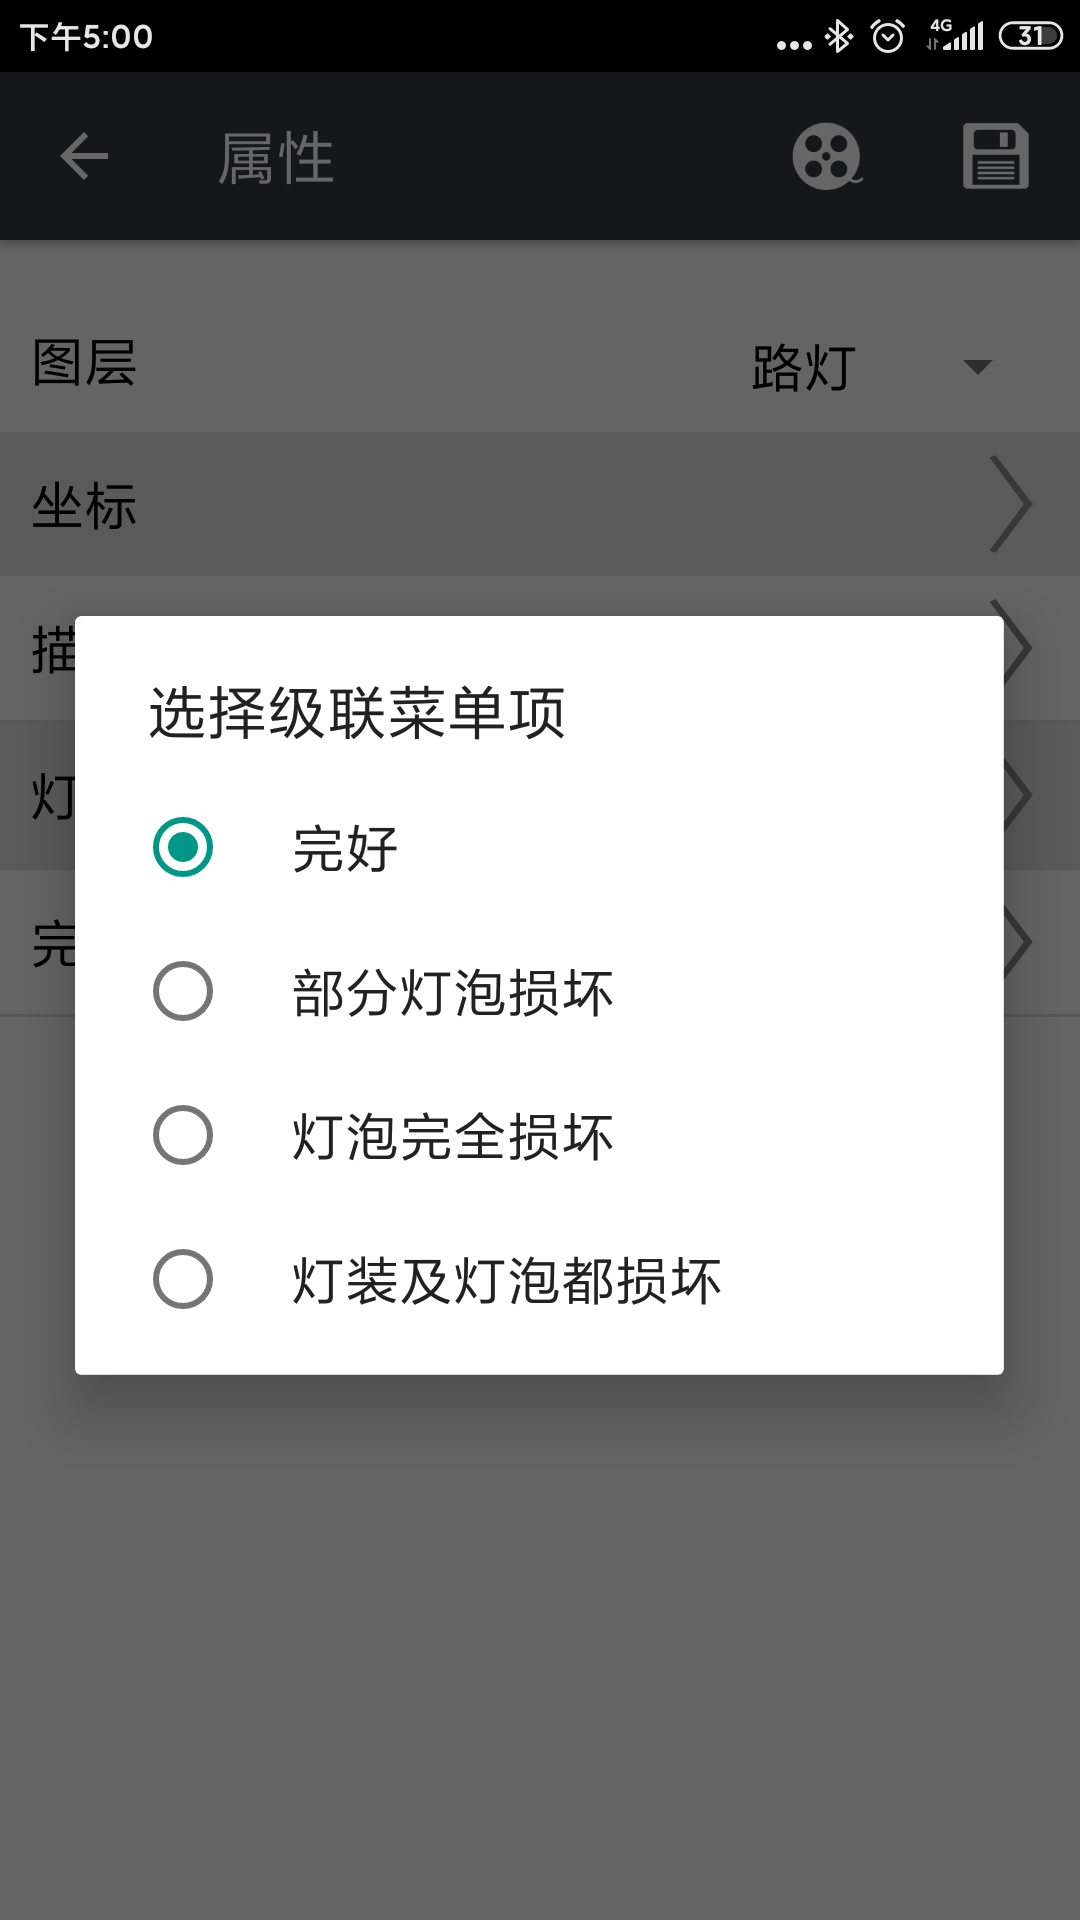 下午5:00
4G
31
属性
图层
路灯
坐标
描
灯
完
选择级联菜单项
完好
部分灯泡损坏
灯泡完全损坏
灯装及灯泡都损坏